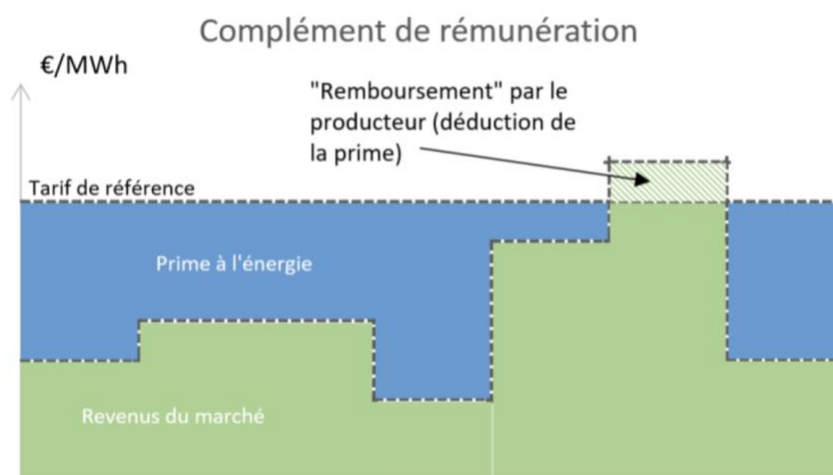 Complément de rémunération
€/MWh
"Remboursement" par le
producteur (déduction de
la prime)
Tarif de référence
Prime à l'énergie
Revenus du marché